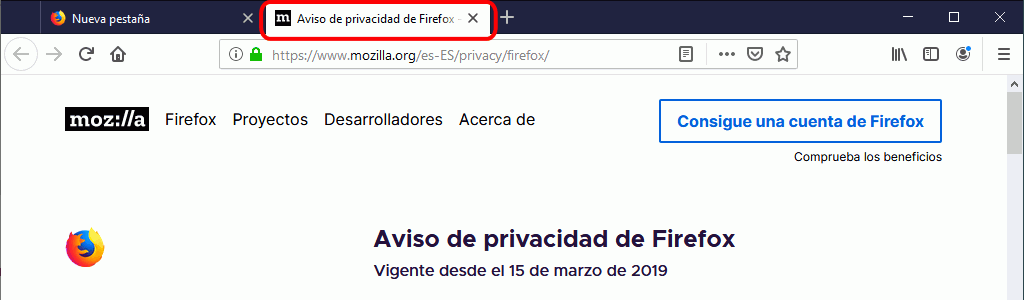 Nueva pestaña
Aviso de privacidad de Firefox -
https://www.mozilla.org/es-ES/privacy/firefox/
moz://a Firefox Proyectos Desarrolladores Acerca de
Consigue una cuenta de Firefox
Comprueba los beneficios
Aviso de privacidad de Firefox
Vigente desde el 15 de marzo de 2019